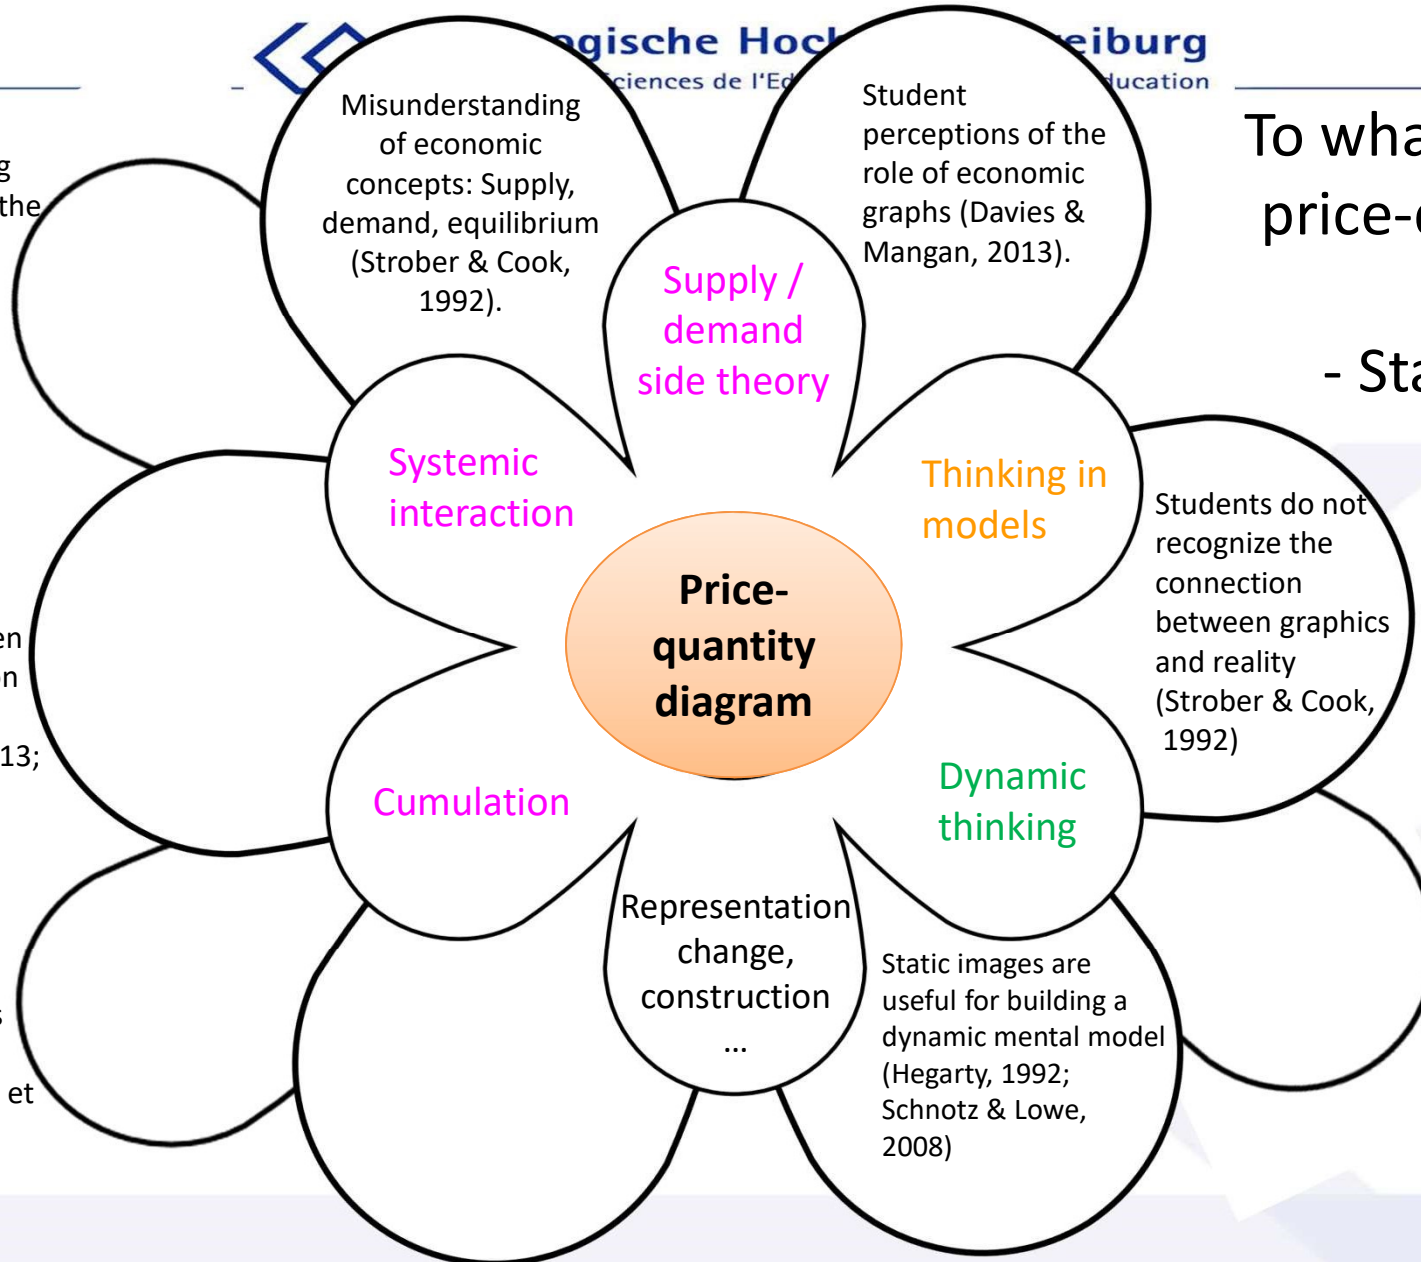 ogische Hoch
eiburg
ciences de l'Ed
ducation
To wha
price-
- Sta
g
the
en
on
13;
s
et
Misunderstanding
of economic
concepts: Supply,
demand, equilibrium
(Strober & Cook,
1992).
Student
perceptions of the
role of economic
graphs (Davies &
Mangan, 2013).
Supply /
demand
side theory
Systemic
interaction
Thinking in
models
Students do not
recognize the
connection
between graphics
and reality
(Strober & Cook,
1992)
Price-
quantity
diagram
Cumulation
Dynamic
thinking
Representation
change,
construction
...
Static images are
useful for building a
dynamic mental model
(Hegarty, 1992;
Schnotz & Lowe,
2008)